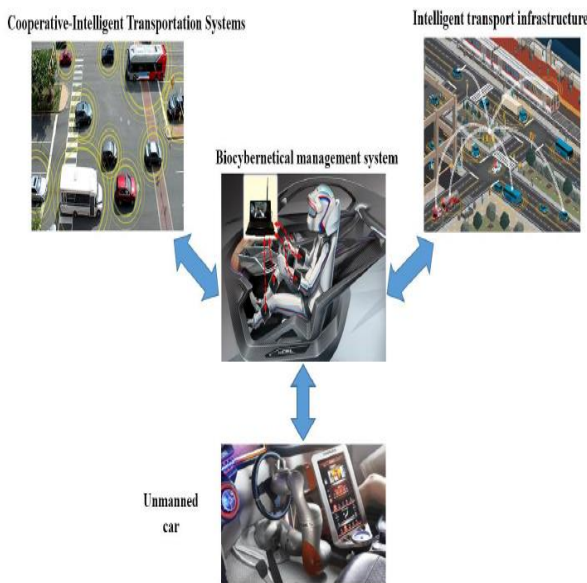 Cooperative-Intelligent Transportation Systems
Intelligent transport infrastructure
Biocybernetical management system
Unmanned
car